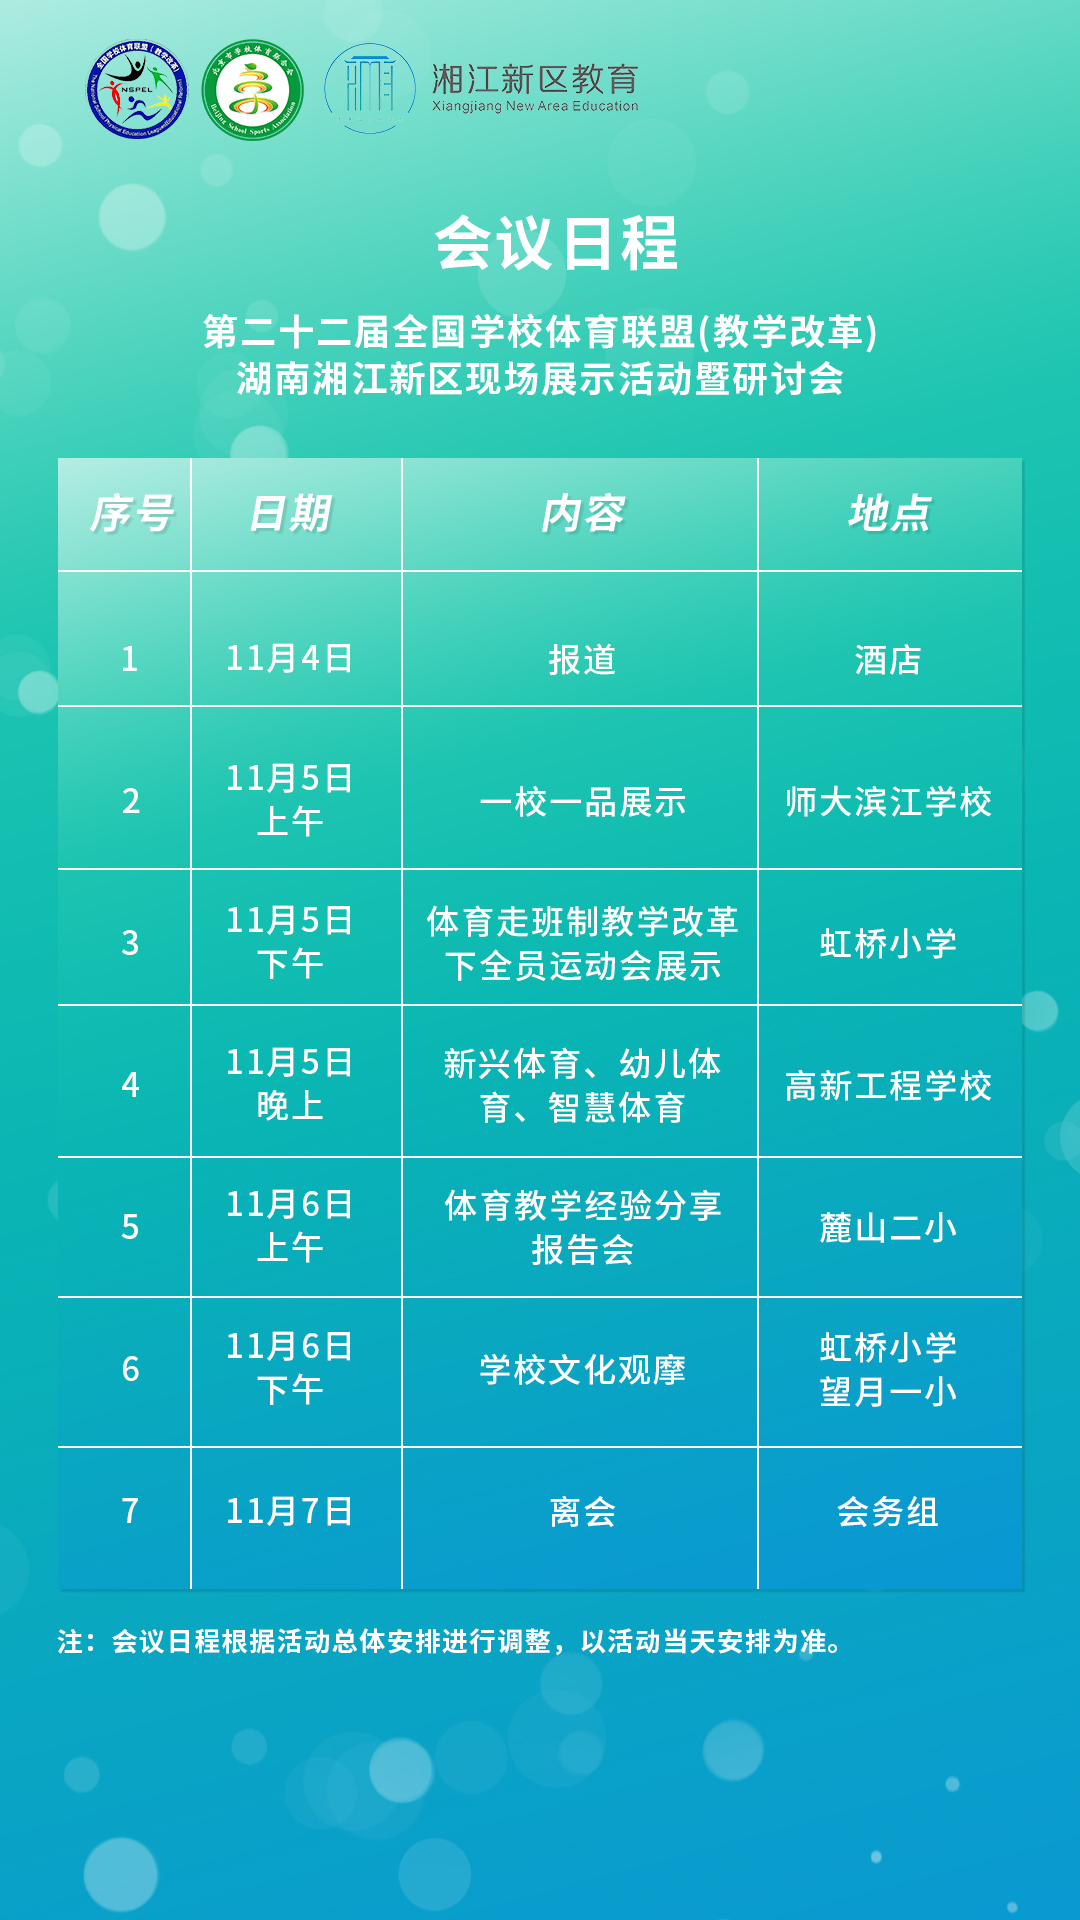 全国学校体育联盟(教学改革)
NSPEL
北京市学校体育联合会
Beijing School Sports Association
湘江新区教育
Xiangjiang New Area Education
会议日程
第二十二届全国学校体育联盟(教学改革)
湖南湘江新区现场展示活动暨研讨会
序号 日期 内容 地点
1 11月4日 报道 酒店
2 11月5日
上午 一校一品展示 师大滨江学校
3 11月5日
下午 体育走班制教学改革
下全员运动会展示 虹桥小学
4 11月5日
晚上 新兴体育、幼儿体
育、智慧体育 高新工程学校
5 11月6日
上午 体育教学经验分享
报告会 麓山二小
6 11月6日
下午 学校文化观摩 虹桥小学
望月一小
7 11月7日 离会 会务组
注：会议日程根据活动总体安排进行调整，以活动当天安排为准。